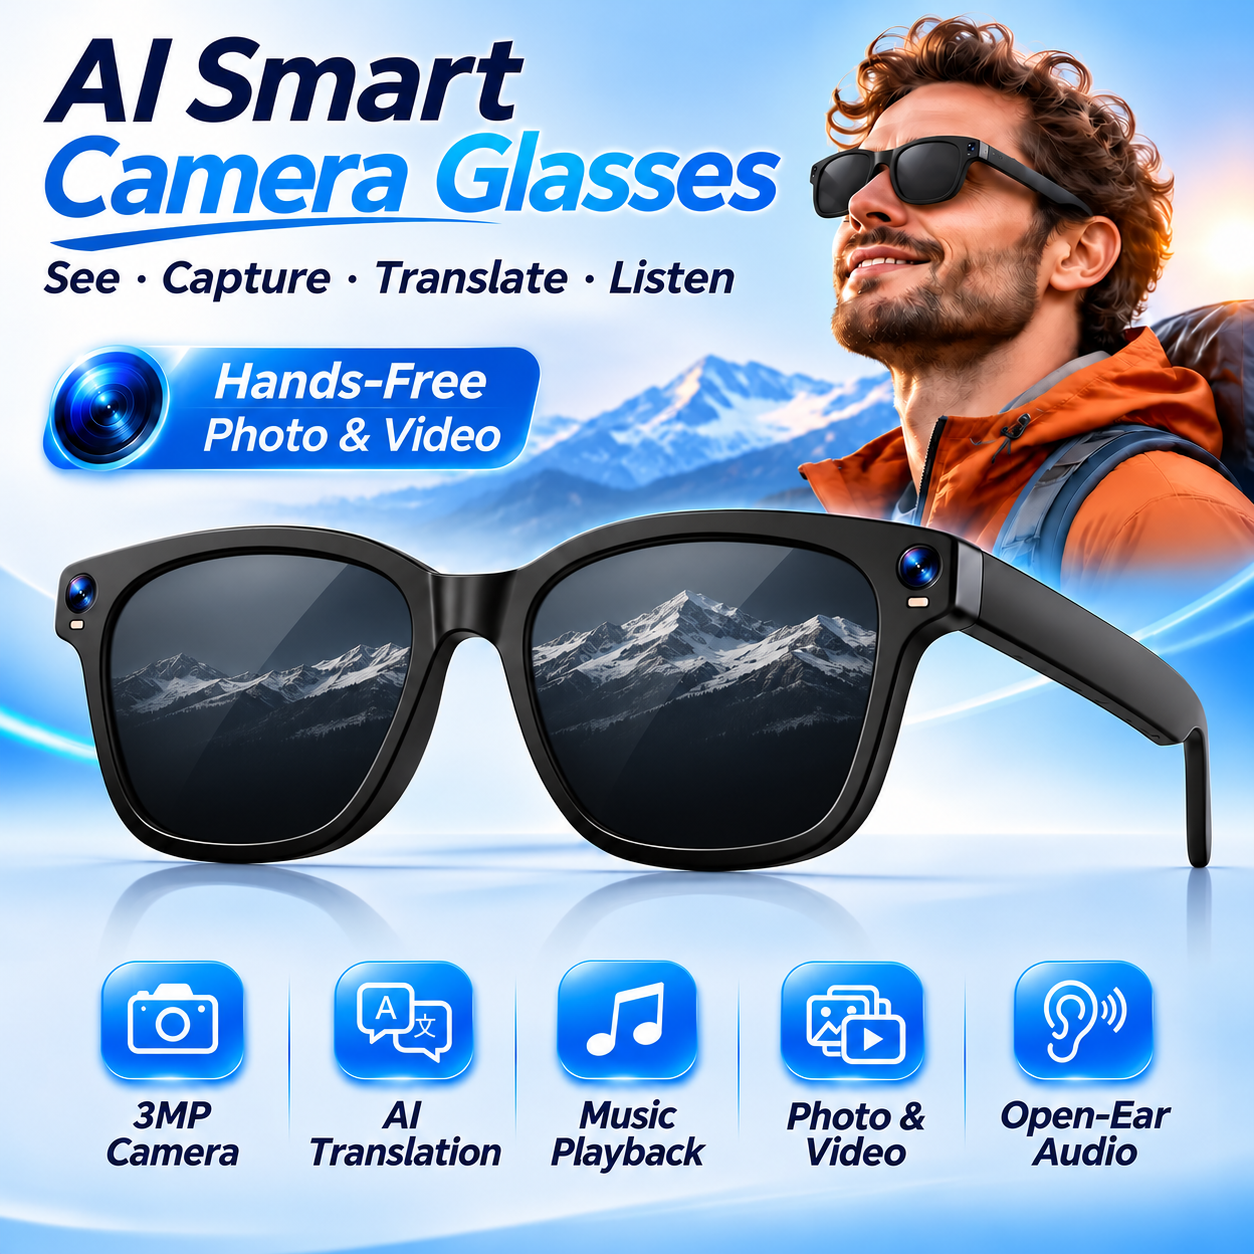 AI Smart
Camera Glasses
See · Capture · Translate · Listen
Hands-Free
Photo & Video
A
文
3MP
Camera
AI
Translation
Music
Playback
Photo &
Video
Open-Ear
Audio